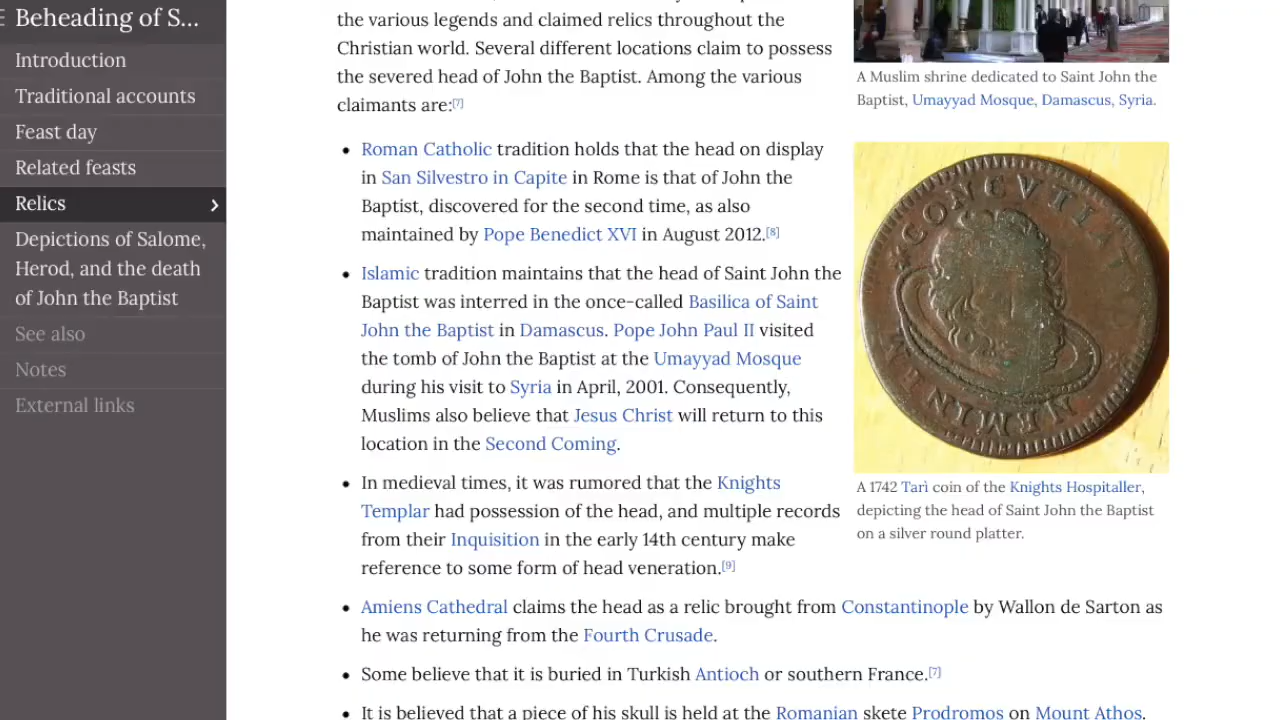 Beheading of S...
Introduction
Traditional accounts
Feast day
Related feasts
Relics
Depictions of Salome,
Herod, and the death
of John the Baptist
See also
Notes
External links
the various legends and claimed relics throughout the
Christian world. Several different locations claim to possess
the severed head of John the Baptist. Among the various
claimants are:[7]
• Roman Catholic tradition holds that the head on display
in San Silvestro in Capite in Rome is that of John the
Baptist, discovered for the second time, as also
maintained by Pope Benedict XVI in August 2012.[8]
• Islamic tradition maintains that the head of Saint John the
Baptist was interred in the once-called Basilica of Saint
John the Baptist in Damascus. Pope John Paul II visited
the tomb of John the Baptist at the Umayyad Mosque
during his visit to Syria in April, 2001. Consequently,
Muslims also believe that Jesus Christ will return to this
location in the Second Coming.
• In medieval times, it was rumored that the Knights
Templar had possession of the head, and multiple records
from their Inquisition in the early 14th century make
reference to some form of head veneration.[9]
• Amiens Cathedral claims the head as a relic brought from Constantinople by Wallon de Sarton as
he was returning from the Fourth Crusade.
• Some believe that it is buried in Turkish Antioch or southern France.[7]
• It is believed that a piece of his skull is held at the Romanian skete Prodromos on Mount Athos.
A Muslim shrine dedicated to Saint John the
Baptist, Umayyad Mosque, Damascus, Syria.
A 1742 Tarì coin of the Knights Hospitaller,
depicting the head of Saint John the Baptist
on a silver round platter.